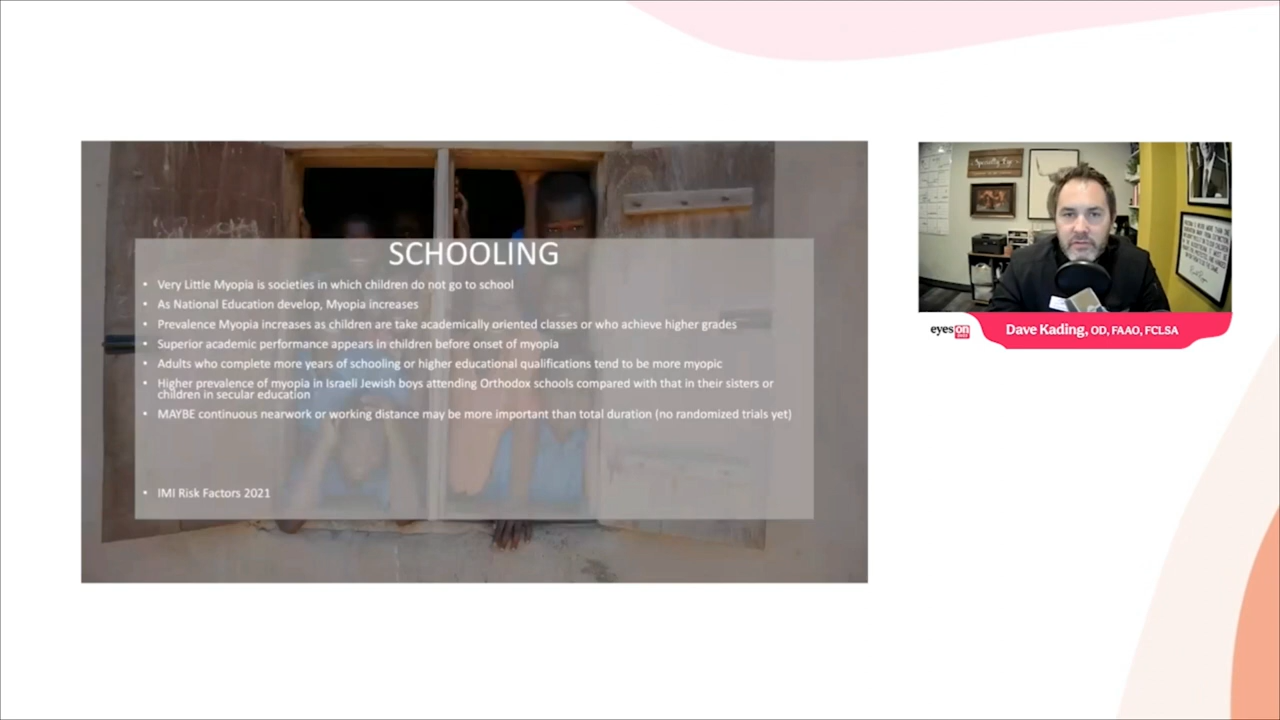 SCHOOLING
• Very Little Myopia is societies in which children do not go to school
• As National Education develop, Myopia increases
• Prevalence Myopia increases as children are take academically oriented classes or who achieve higher grades
• Superior academic performance appears in children before onset of myopia
• Adults who complete more years of schooling or higher educational qualifications tend to be more myopic
• Higher prevalence of myopia in Israeli Jewish boys attending Orthodox schools compared with that in their sisters or
children in secular education
• MAYBE continuous nearwork or working distance may be more important than total duration (no randomized trials yet)
• IMI Risk Factors 2021
eyes on
Dave Kading, OD, FAAO, FCLSA